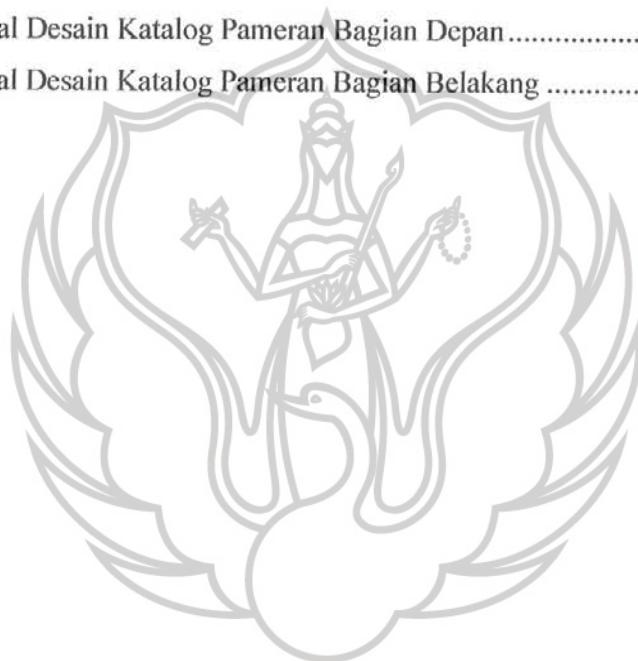 al Desain Katalog Pameran Bagian Depan.................
al Desain Katalog Pameran Bagian Belakang .............